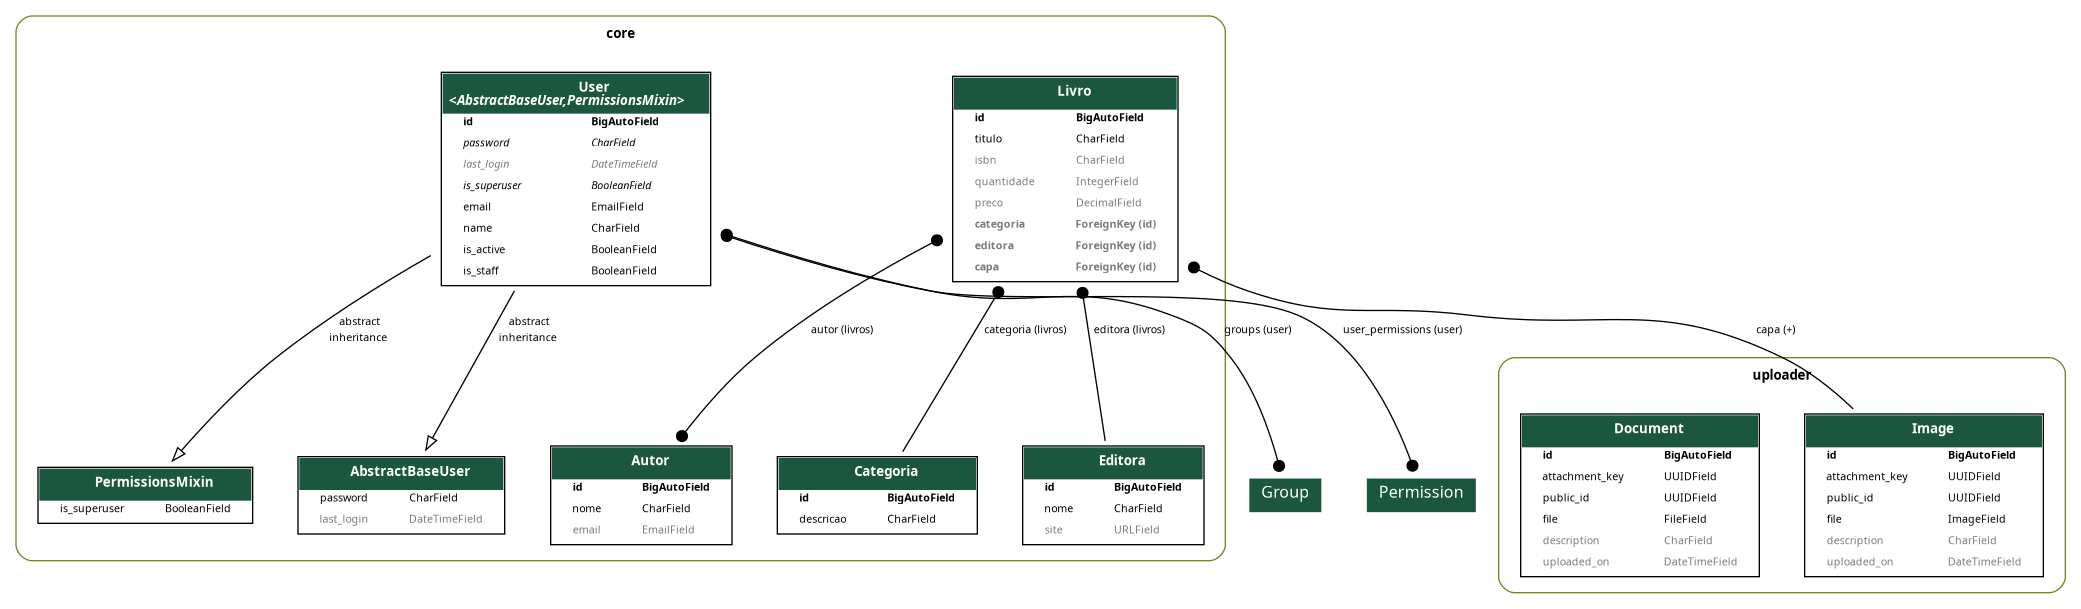 core
User
<AbstractBaseUser,PermissionsMixin>
id BigAutoField
password CharField
last_login DateTimeField
is_superuser BooleanField
email EmailField
name CharField
is_active BooleanField
is_staff BooleanField
Livro
id BigAutoField
titulo CharField
isbn CharField
quantidade IntegerField
preco DecimalField
categoria ForeignKey (id)
editora ForeignKey (id)
capa ForeignKey (id)
abstract
inheritance
abstract
inheritance
autor (livros)
categoria (livros)
editora (livros)
groups (user)
user_permissions (user)
capa (+)
PermissionsMixin
is_superuser BooleanField
AbstractBaseUser
password CharField
last_login DateTimeField
Autor
id BigAutoField
nome CharField
email EmailField
Categoria
id BigAutoField
descricao CharField
Editora
id BigAutoField
nome CharField
site URLField
Group
Permission
uploader
Document
id BigAutoField
attachment_key UUIDField
public_id UUIDField
file FileField
description CharField
uploaded_on DateTimeField
Image
id BigAutoField
attachment_key UUIDField
public_id UUIDField
file ImageField
description CharField
uploaded_on DateTimeField